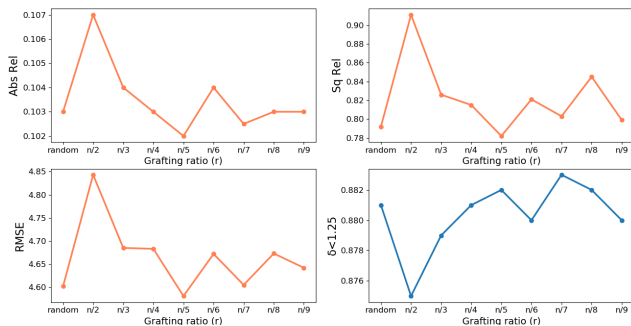 Abs Rel
0.107
0.106
0.105
0.104
0.103
0.102
random n/2 n/3 n/4 n/5 n/6 n/7 n/8 n/9
Grafting ratio (r)
Sq Rel
0.90
0.88
0.86
0.84
0.82
0.80
0.78
random n/2 n/3 n/4 n/5 n/6 n/7 n/8 n/9
Grafting ratio (r)
RMSE
4.85
4.80
4.75
4.70
4.65
4.60
random n/2 n/3 n/4 n/5 n/6 n/7 n/8 n/9
Grafting ratio (r)
δ<1.25
0.882
0.880
0.878
0.876
random n/2 n/3 n/4 n/5 n/6 n/7 n/8 n/9
Grafting ratio (r)